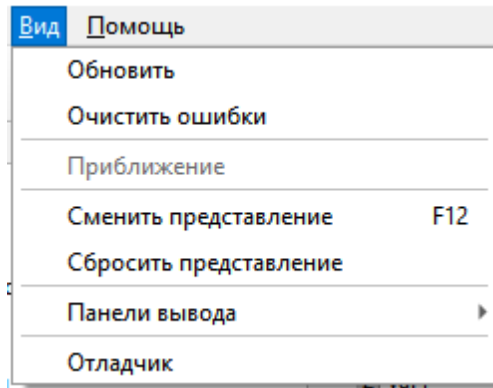 Вид Помощь
Обновить
Очистить ошибки
Приближение
Сменить представление F12
Сбросить представление
Панели вывода
Отладчик